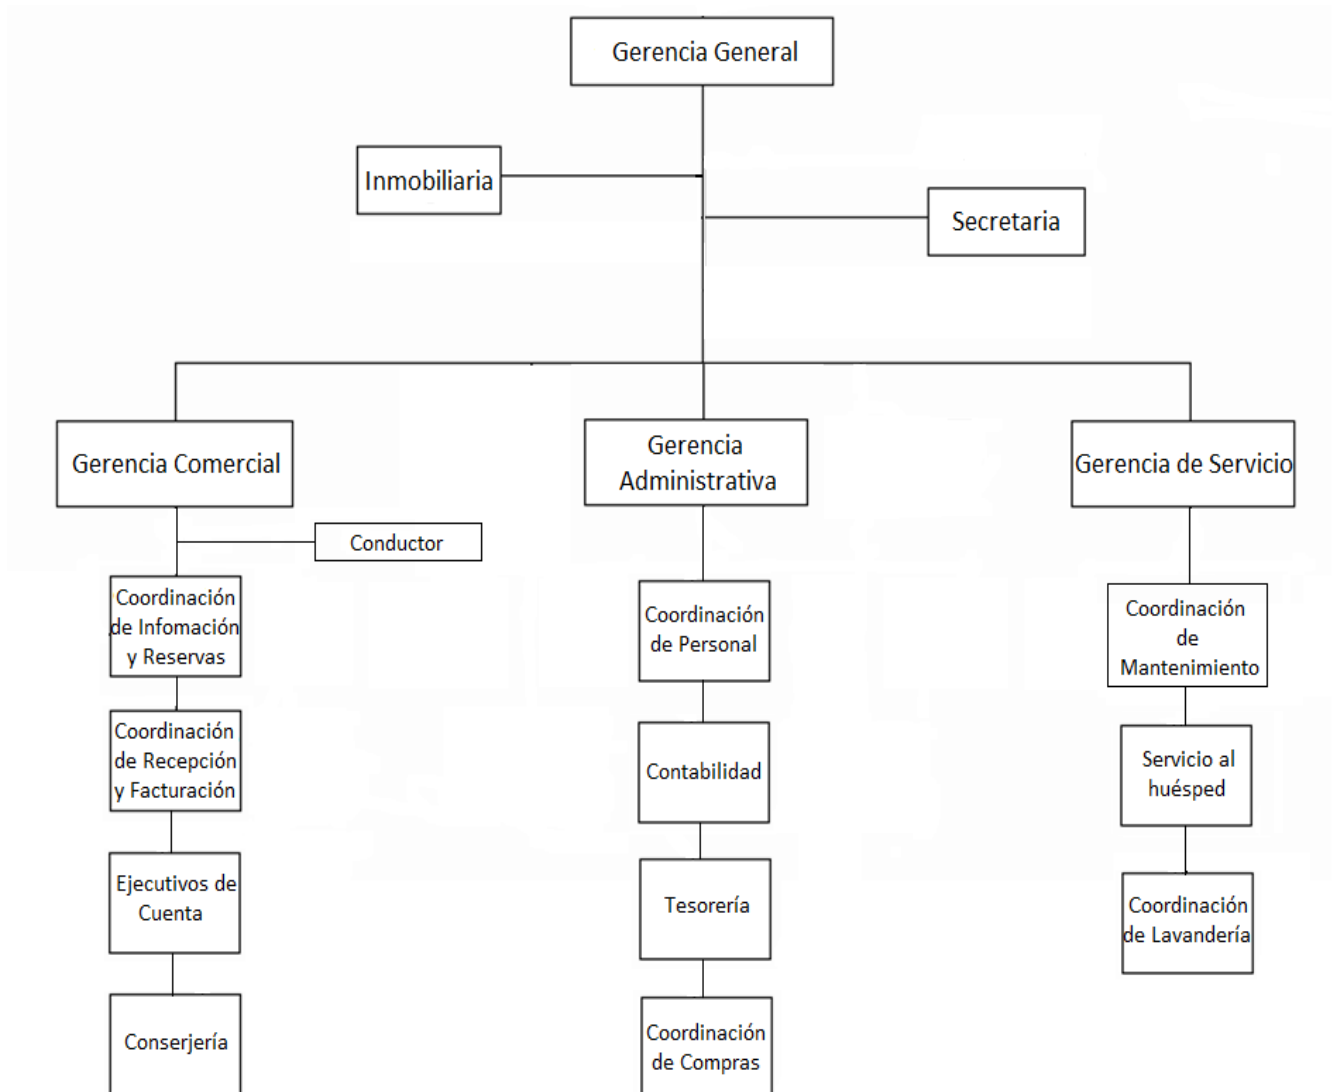 Gerencia General
Inmobiliaria
Secretaria
Gerencia Comercial
Gerencia
Administrativa
Gerencia de Servicio
Conductor
Coordinación
de Infomación
y Reservas
Coordinación
de Personal
Coordinación
de
Mantenimiento
Coordinación
de Recepción
y Facturación
Contabilidad
Servicio al
huésped
Ejecutivos de
Cuenta
Tesorería
Coordinación
de Lavandería
Conserjería
Coordinación
de Compras